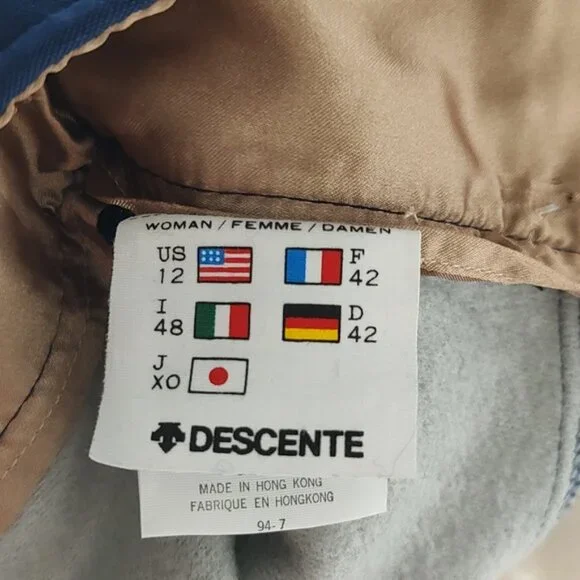 WOMAN / FEMME / DAMEN
US 12 F 42
I 48 D 42
J XO
DESCENTE
MADE IN HONG KONG
FABRIQUE EN HONGKONG
94-7